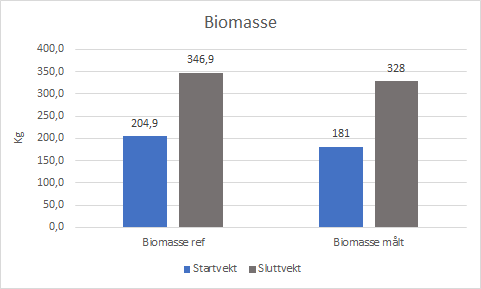 Biomasse
400,0
350,0
300,0
250,0
200,0
150,0
100,0
50,0
0,0
Kg
204,9
346,9
181
328
Biomasse ref
Biomasse målt
Startvekt
Sluttvekt